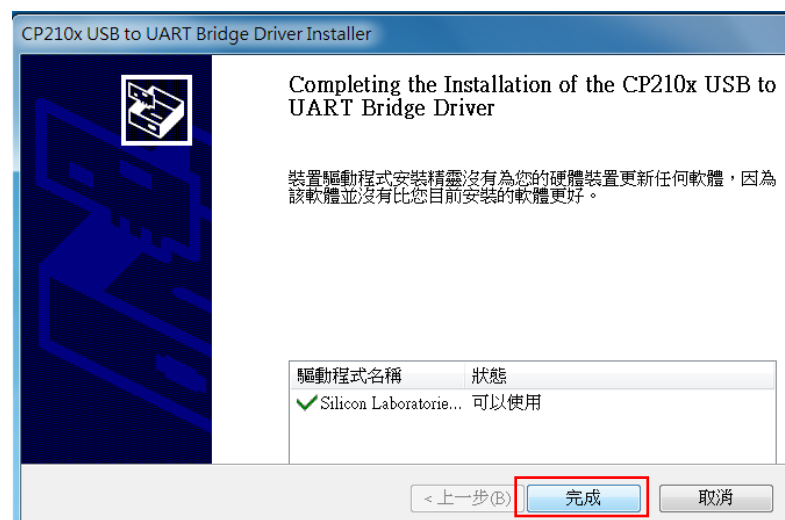 CP210x USB to UART Bridge Driver Installer
Completing the Installation of the CP210x USB to
UART Bridge Driver
裝置驅動程式安裝精靈沒有為您的硬體裝置更新任何軟體，因為
該軟體並沒有比您目前安裝的軟體更好。
驅動程式名稱 狀態
Silicon Laboratorie... 可以使用
<上一步(B) 完成 取消